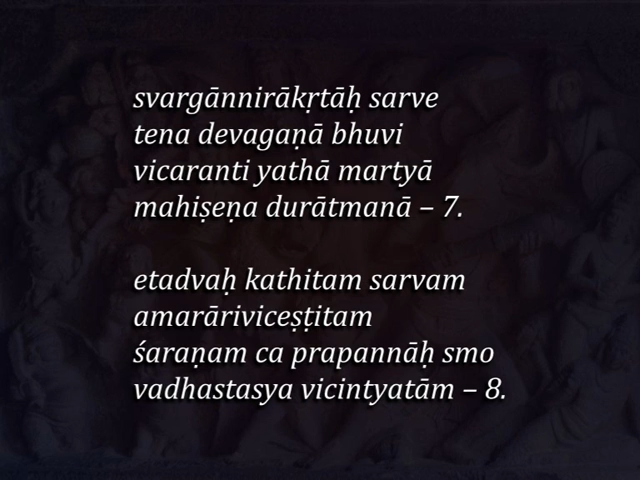 svargānnirākṛtāḥ sarve
tena devagaṇā bhuvi
vicaranti yathā martyā
mahiṣeṇa durātmanā – 7.
etadvaḥ kathitam sarvam
amarāriviceṣṭitam
śaraṇam ca prapannāḥ smo
vadhastasya vicintyatām – 8.